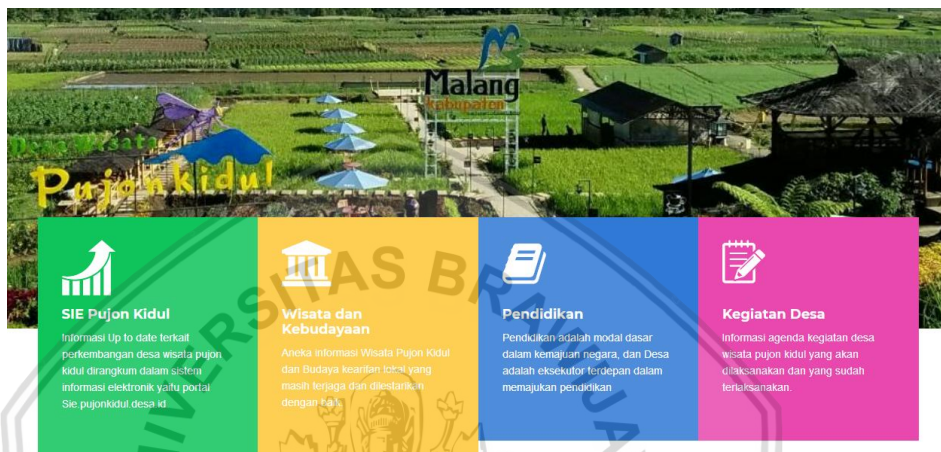 Malang
kabupaten
Desa Wisata
Pujonkidul
SIE Pujon Kidul
Informasi Up to date terkait
perkembangan desa wisata pujon
kidul dirangkum dalam sistem
informasi elektronik yaitu portal
Sie.pujonkidul.desa.id
Wisata dan
Kebudayaan
Aneka informasi Wisata Pujon Kidul
dan Budaya kearifan lokal yang
masih terjaga dan dilestarikan
dengan baik.
Pendidikan
Pendidikan adalah modal dasar
dalam kemajuan negara, dan Desa
adalah eksekutor terdepan dalam
memajukan pendidikan
Kegiatan Desa
Informasi agenda kegiatan desa
wisata pujon kidul yang akan
dilaksanakan dan yang sudah
terlaksanakan.
UNIVERSITAS BRAWIJA